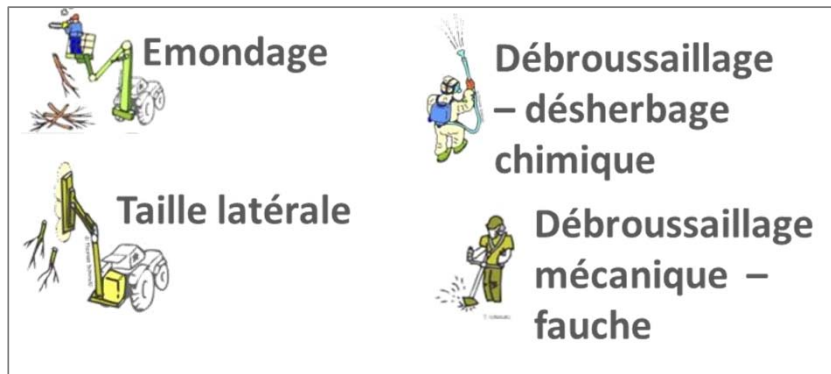 Emondage
Taille latérale
Débroussaillage
– désherbage
chimique
Débroussaillage
mécanique –
fauche